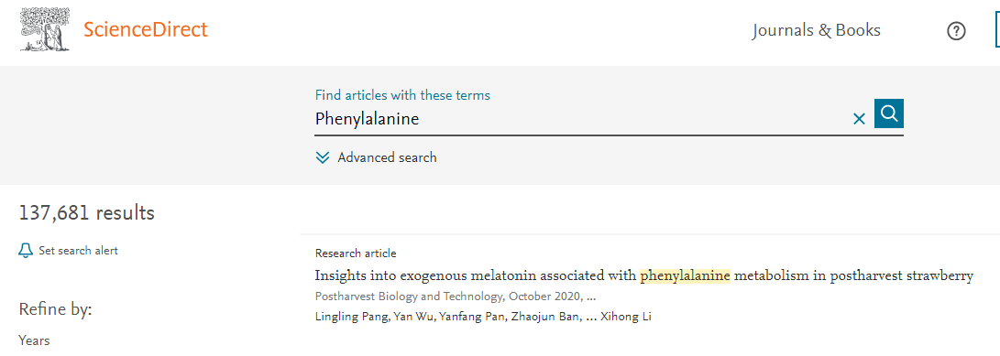 ScienceDirect
Journals & Books
Find articles with these terms
Phenylalanine
Advanced search
137,681 results
Set search alert
Research article
Insights into exogenous melatonin associated with phenylalanine metabolism in postharvest strawberry
Postharvest Biology and Technology, October 2020, ...
Lingling Pang, Yan Wu, Yanfang Pan, Zhaojun Ban, ... Xihong Li
Refine by:
Years